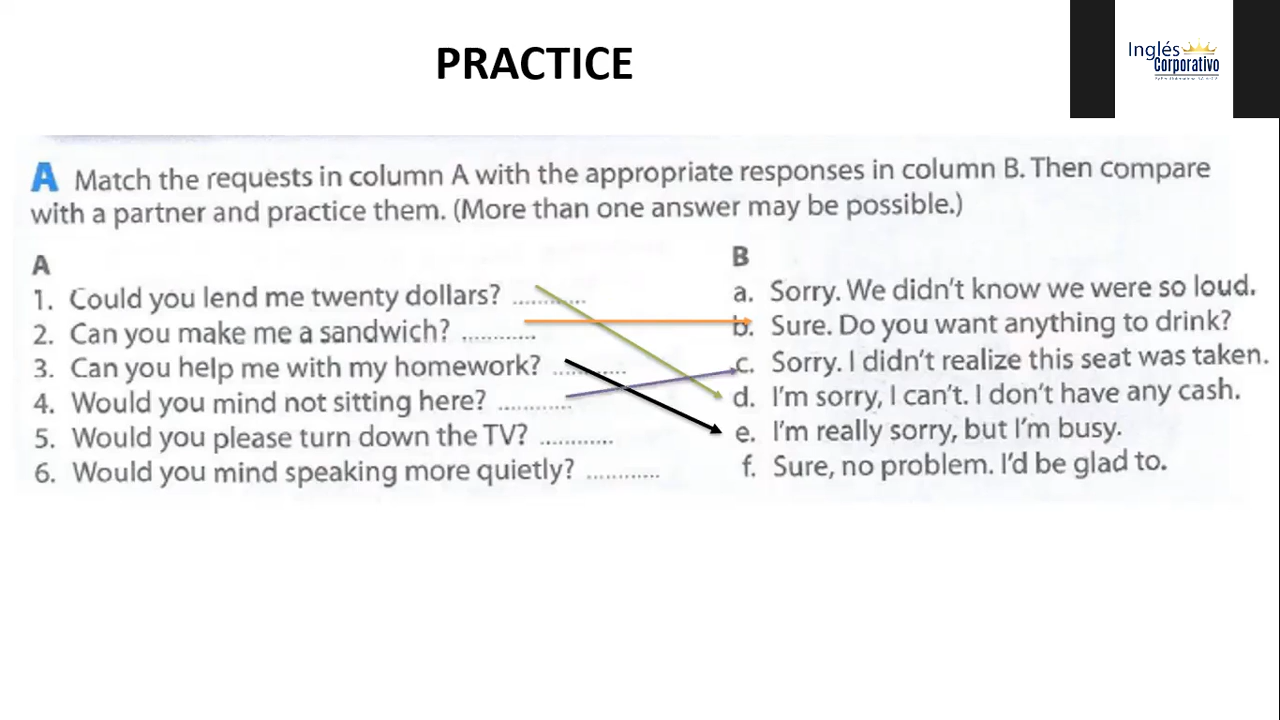 PRACTICE
Inglés
Corporativo
A Match the requests in column A with the appropriate responses in column B. Then compare
with a partner and practice them. (More than one answer may be possible.)
A
1. Could you lend me twenty dollars? ............
2. Can you make me a sandwich? ............
3. Can you help me with my homework? ............
4. Would you mind not sitting here? ............
5. Would you please turn down the TV? ............
6. Would you mind speaking more quietly? ............
B
a. Sorry. We didn't know we were so loud.
b. Sure. Do you want anything to drink?
c. Sorry. I didn't realize this seat was taken.
d. I'm sorry, I can't. I don't have any cash.
e. I'm really sorry, but I'm busy.
f. Sure, no problem. I'd be glad to.